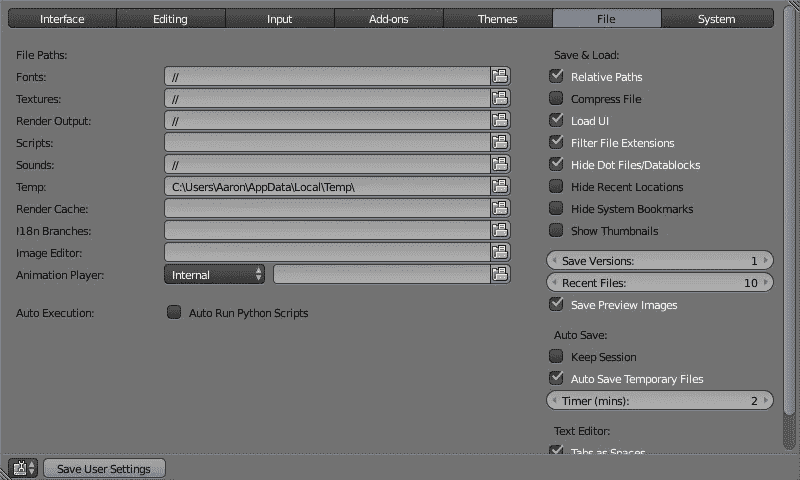 Interface Editing Input Add-ons Themes File System
File Paths:
Fonts: //
Textures: //
Render Output: //
Scripts:
Sounds: //
Temp: C:\Users\Aaron\AppData\Local\Temp\
Render Cache:
I18n Branches:
Image Editor:
Animation Player: Internal
Auto Execution: Auto Run Python Scripts
Save & Load:
Relative Paths
Compress File
Load UI
Filter File Extensions
Hide Dot Files/Datablocks
Hide Recent Locations
Hide System Bookmarks
Show Thumbnails
Save Versions: 1
Recent Files: 10
Save Preview Images
Auto Save:
Keep Session
Auto Save Temporary Files
Timer (mins): 2
Text Editor:
Tabs as Spaces
Save User Settings